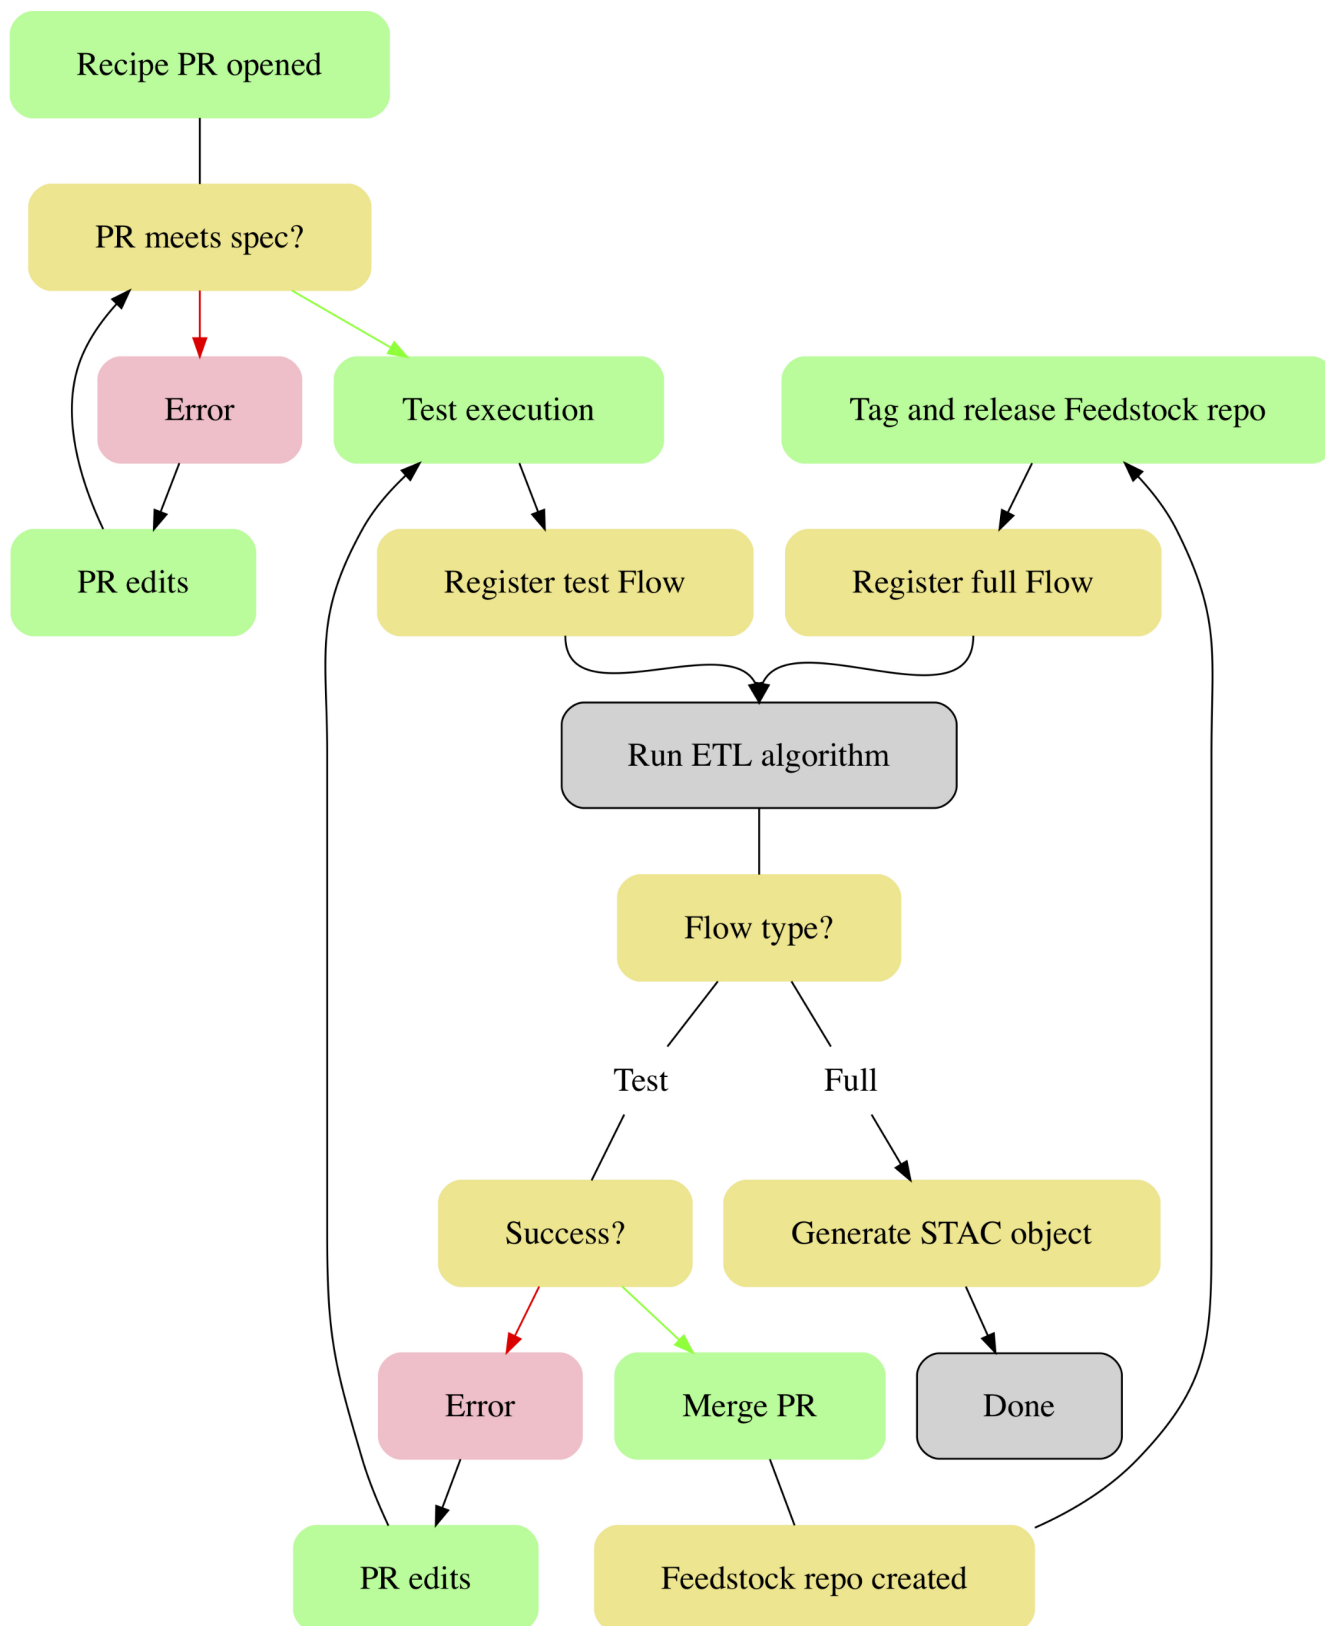 Recipe PR opened
PR meets spec?
Error
Test execution
Tag and release Feedstock repo
PR edits
Register test Flow
Register full Flow
Run ETL algorithm
Flow type?
Test
Full
Success?
Generate STAC object
Error
Merge PR
Done
PR edits
Feedstock repo created